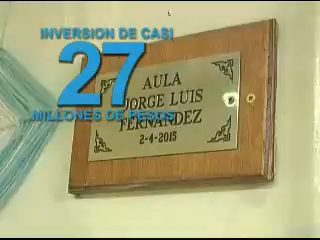 INVERSION DE CASI
27
MILLONES DE PESOS
AULA
JORGE LUIS
FERNANDEZ
2-4-2015